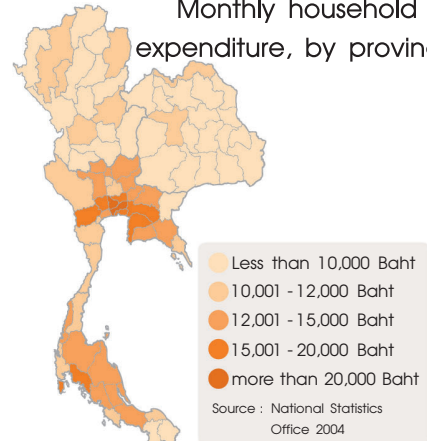 Monthly household
expenditure, by provin
Less than 10,000 Baht
10,001 - 12,000 Baht
12,001 - 15,000 Baht
15,001 - 20,000 Baht
more than 20,000 Baht
Source : National Statistics
Office 2004